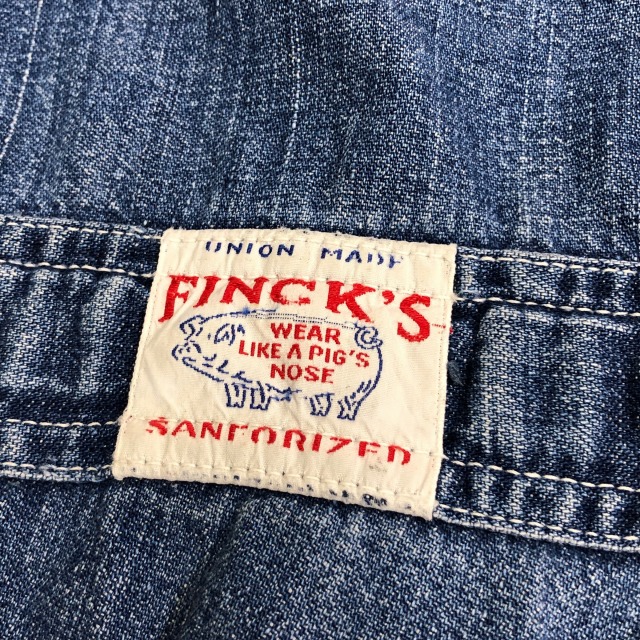 UNION MADE
FINCK'S
WEAR
LIKE A PIG'S
NOSE
SANFORIZED